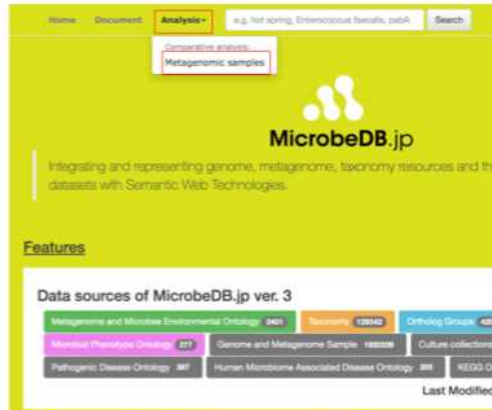 Home Document Analysis e.g. hot spring, Enterococcus faecalis, pabA Search
Comparative analysis:
Metagenomic samples
MicrobeDB.jp
Integrating and representing genome, metagenome, taxonomy resources and th
datasets with Semantic Web Technologies.
Features
Data sources of MicrobeDB.jp ver. 3
Metagenome and Microbes Environmental Ontology Taxonomy Ortholog Groups
Microbial Phenotype Ontology 277 Genome and Metagenome Sample Culture collections
Pathogenic Disease Ontology Human Microbiome Associated Disease Ontology KEGG O
Last Modified